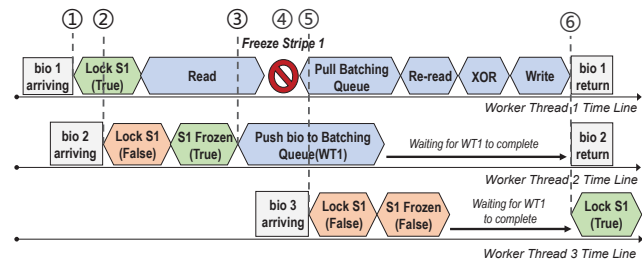 ① ② ③ ④ ⑤ ⑥
Freeze Stripe 1
bio 1
arriving
Lock S1
(True)
Read
Pull Batching
Queue
Re-read
XOR
Write
bio 1
return
Worker Thread 1 Time Line
bio 2
arriving
Lock S1
(False)
S1 Frozen
(True)
Push bio to Batching
Queue(WT1)
Waiting for WT1 to complete
bio 2
return
Worker Thread 2 Time Line
bio 3
arriving
Lock S1
(False)
S1 Frozen
(False)
Waiting for WT1
to complete
Lock S1
(True)
Worker Thread 3 Time Line